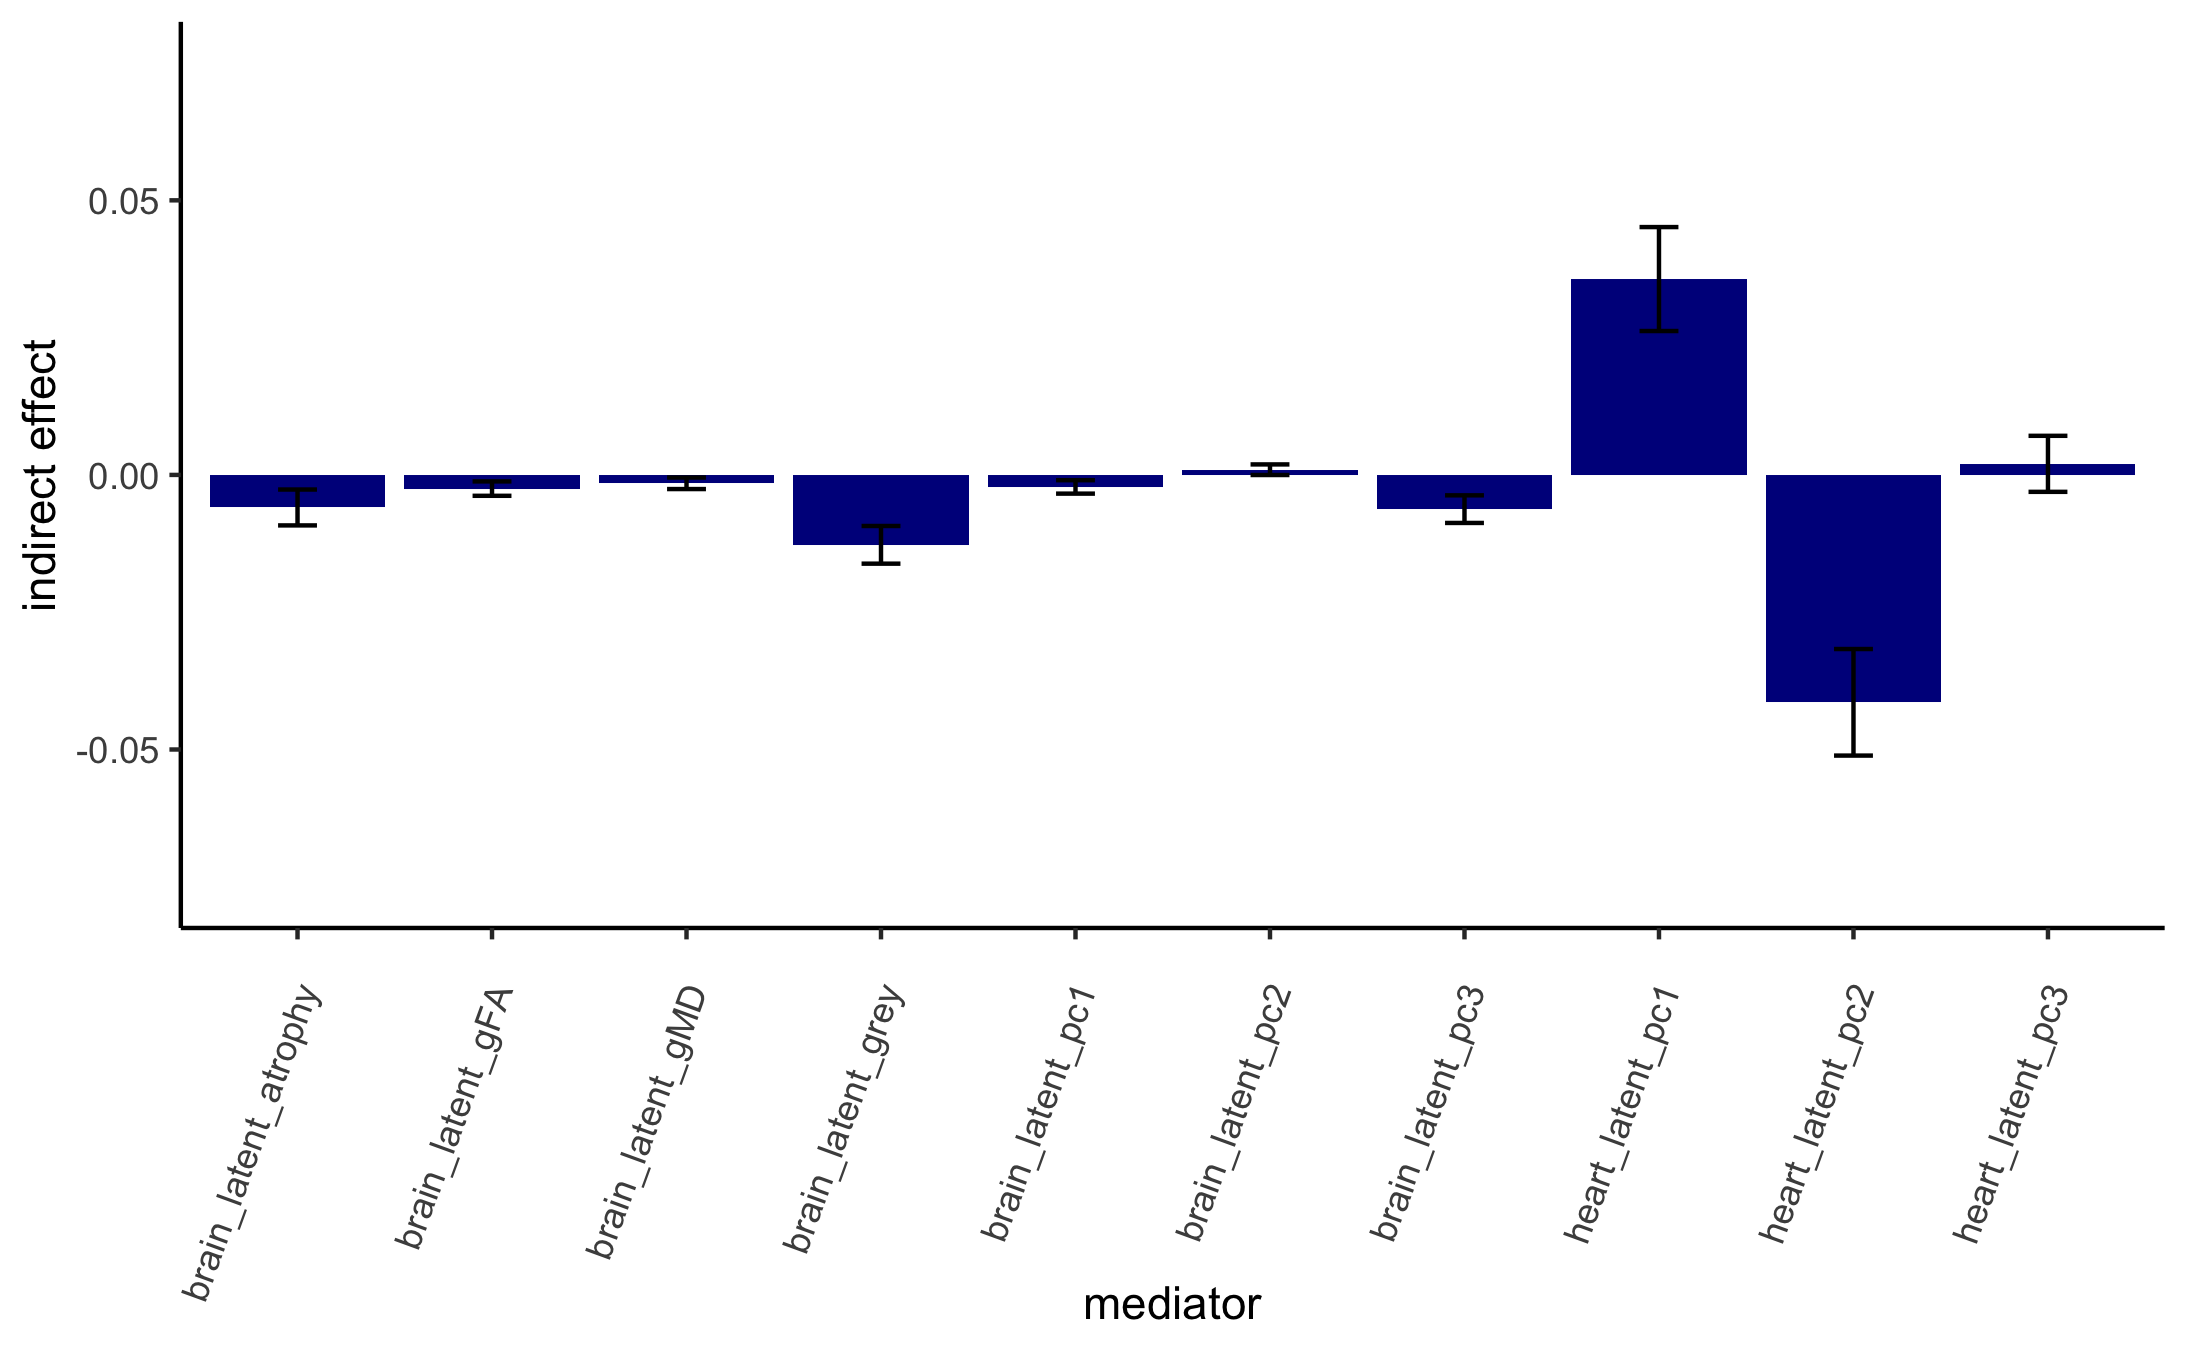 indirect effect
0.05
0.00
-0.05
brain_latent_atrophy
brain_latent_gFA
brain_latent_gMD
brain_latent_grey
brain_latent_pc1
brain_latent_pc2
brain_latent_pc3
heart_latent_pc1
heart_latent_pc2
heart_latent_pc3
mediator